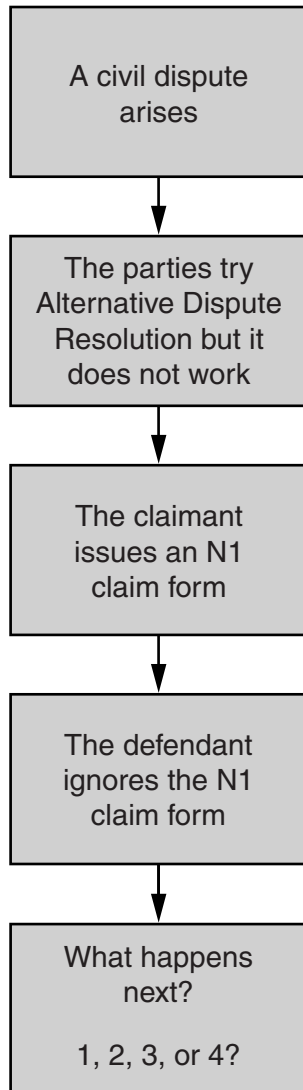 A civil dispute
arises
The parties try
Alternative Dispute
Resolution but it
does not work
The claimant
issues an N1
claim form
The defendant
ignores the N1
claim form
What happens
next?
1, 2, 3, or 4?